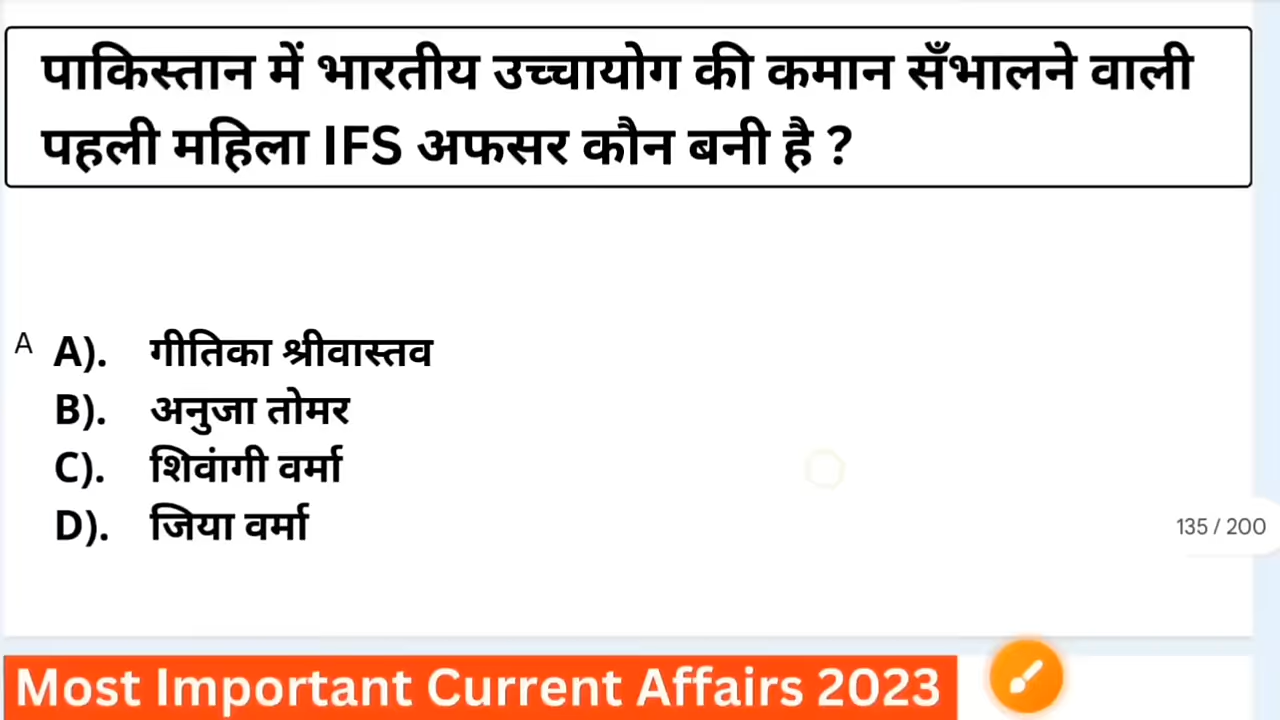 पाकिस्तान में भारतीय उच्चायोग की कमान सँभालने वाली
पहली महिला IFS अफसर कौन बनी है ?
A
A). गीतिका श्रीवास्तव
B). अनुजा तोमर
C). शिवांगी वर्मा
D). जिया वर्मा
135 / 200
Most Important Current Affairs 2023